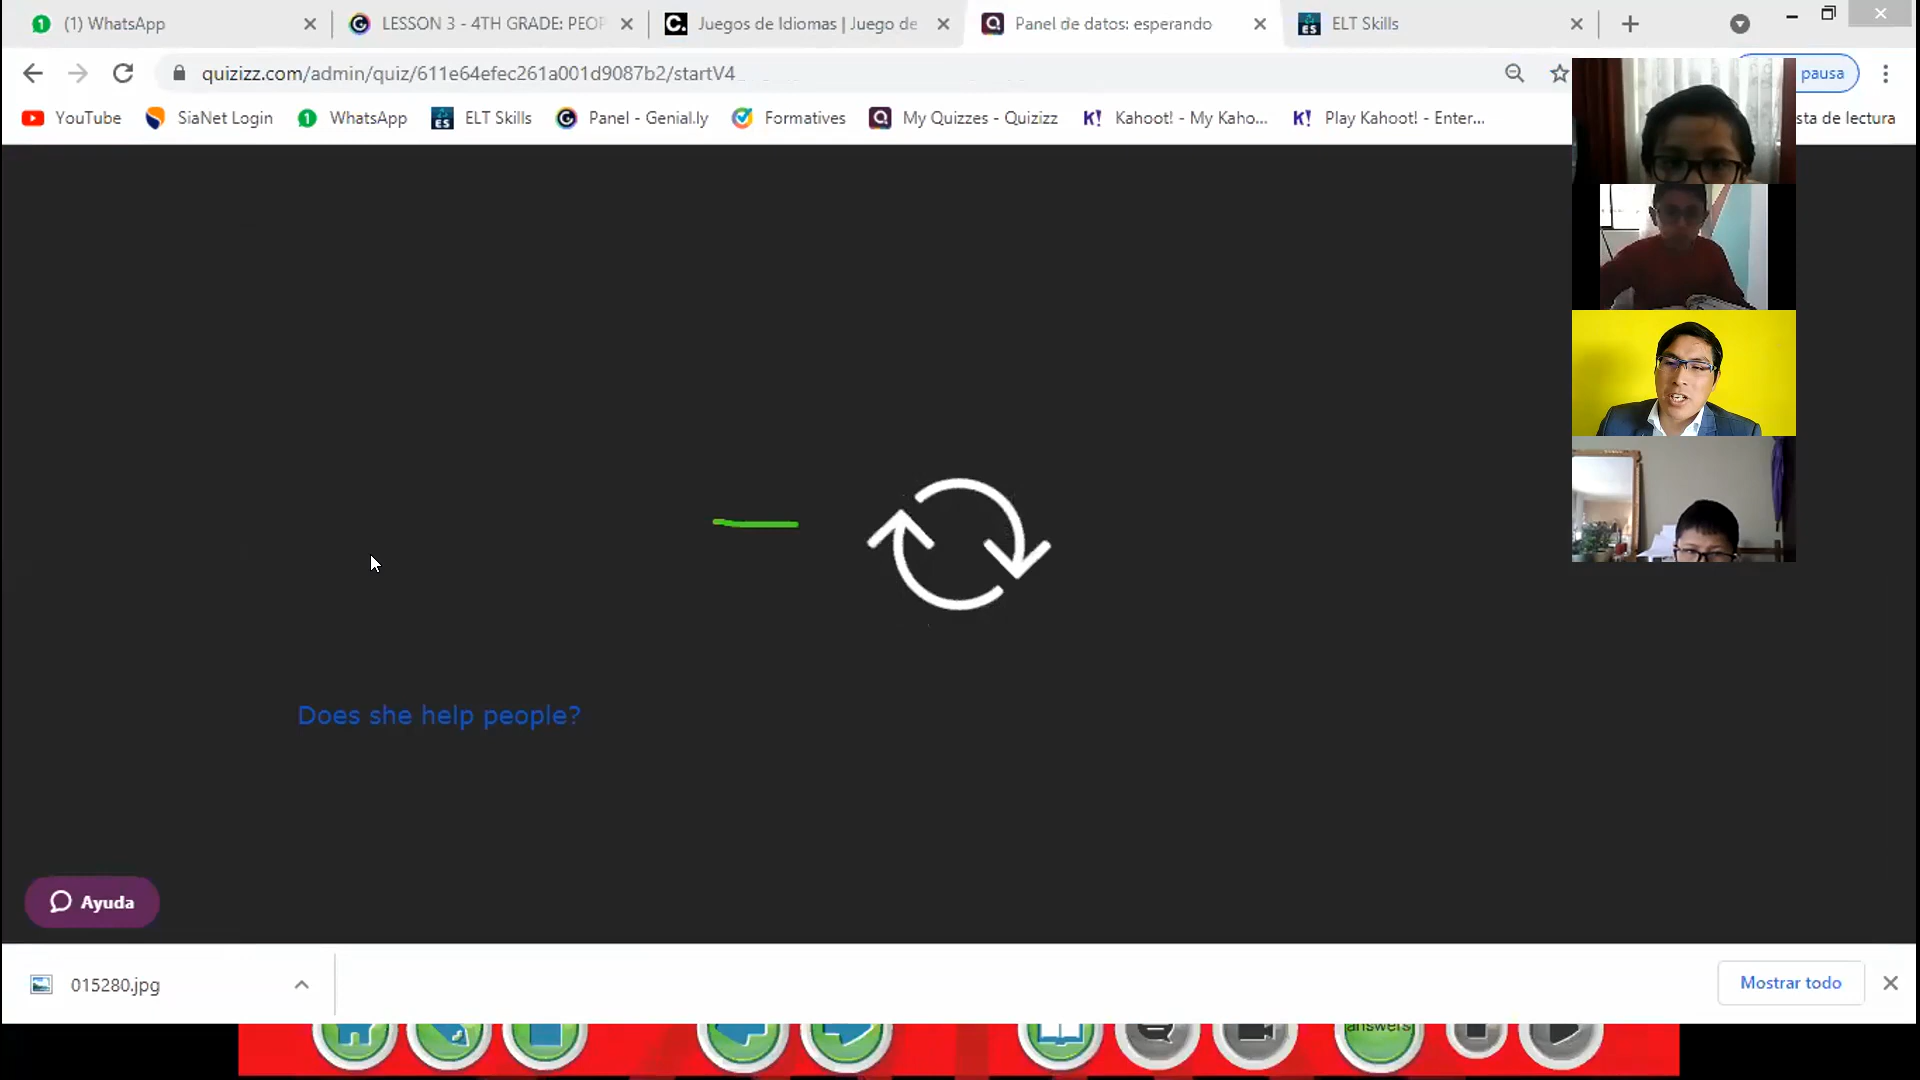 (1) WhatsApp
LESSON 3 - 4TH GRADE: PEOP
Juegos de Idiomas | Juego de
Panel de datos: esperando
ELT Skills
quizizz.com/admin/quiz/611e64efec261a001d9087b2/startV4
pausa
YouTube
SiaNet Login
WhatsApp
ELT Skills
Panel - Genial.ly
Formatives
My Quizzes - Quizizz
Kahoot! - My Kaho...
Play Kahoot! - Enter...
sta de lectura
Does she help people?
Ayuda
015280.jpg
Mostrar todo
answers